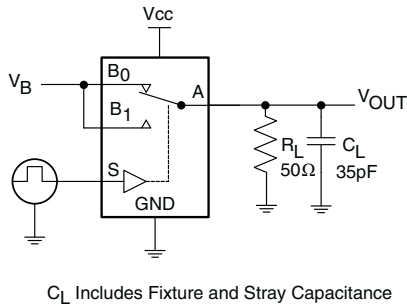 Vcc
V_B
B_0
A
V_OUT
B_1
R_L
50Ω
C_L
35pF
S
GND
C_L Includes Fixture and Stray Capacitance